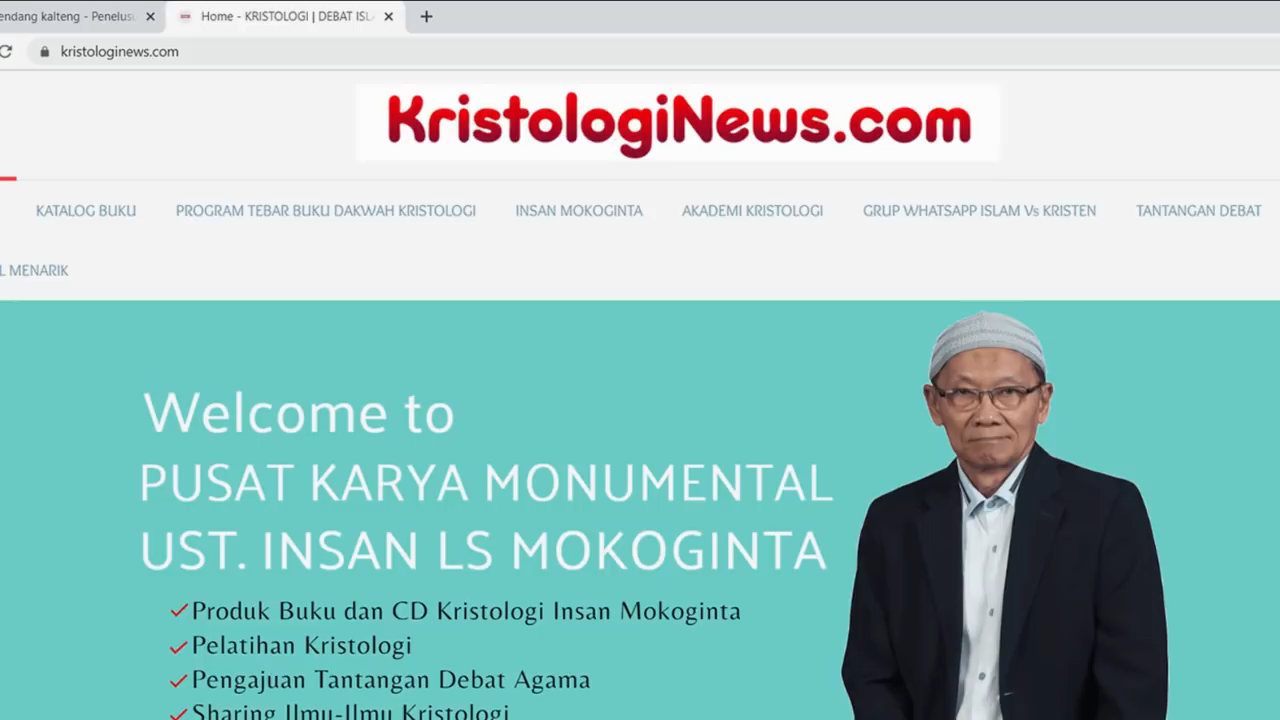 endang kalteng - Penelus
Home - KRISTOLOGI | DEBAT ISL
kristologinews.com
KristologiNews.com
KATALOG BUKU
PROGRAM TEBAR BUKU DAKWAH KRISTOLOGI
INSAN MOKOGINTA
AKADEMI KRISTOLOGI
GRUP WHATSAPP ISLAM Vs KRISTEN
TANTANGAN DEBAT
L MENARIK
Welcome to
PUSAT KARYA MONUMENTAL
UST. INSAN LS MOKOGINTA
Produk Buku dan CD Kristologi Insan Mokoginta
Pelatihan Kristologi
Pengajuan Tantangan Debat Agama
Sharing Ilmu-Ilmu Kristologi